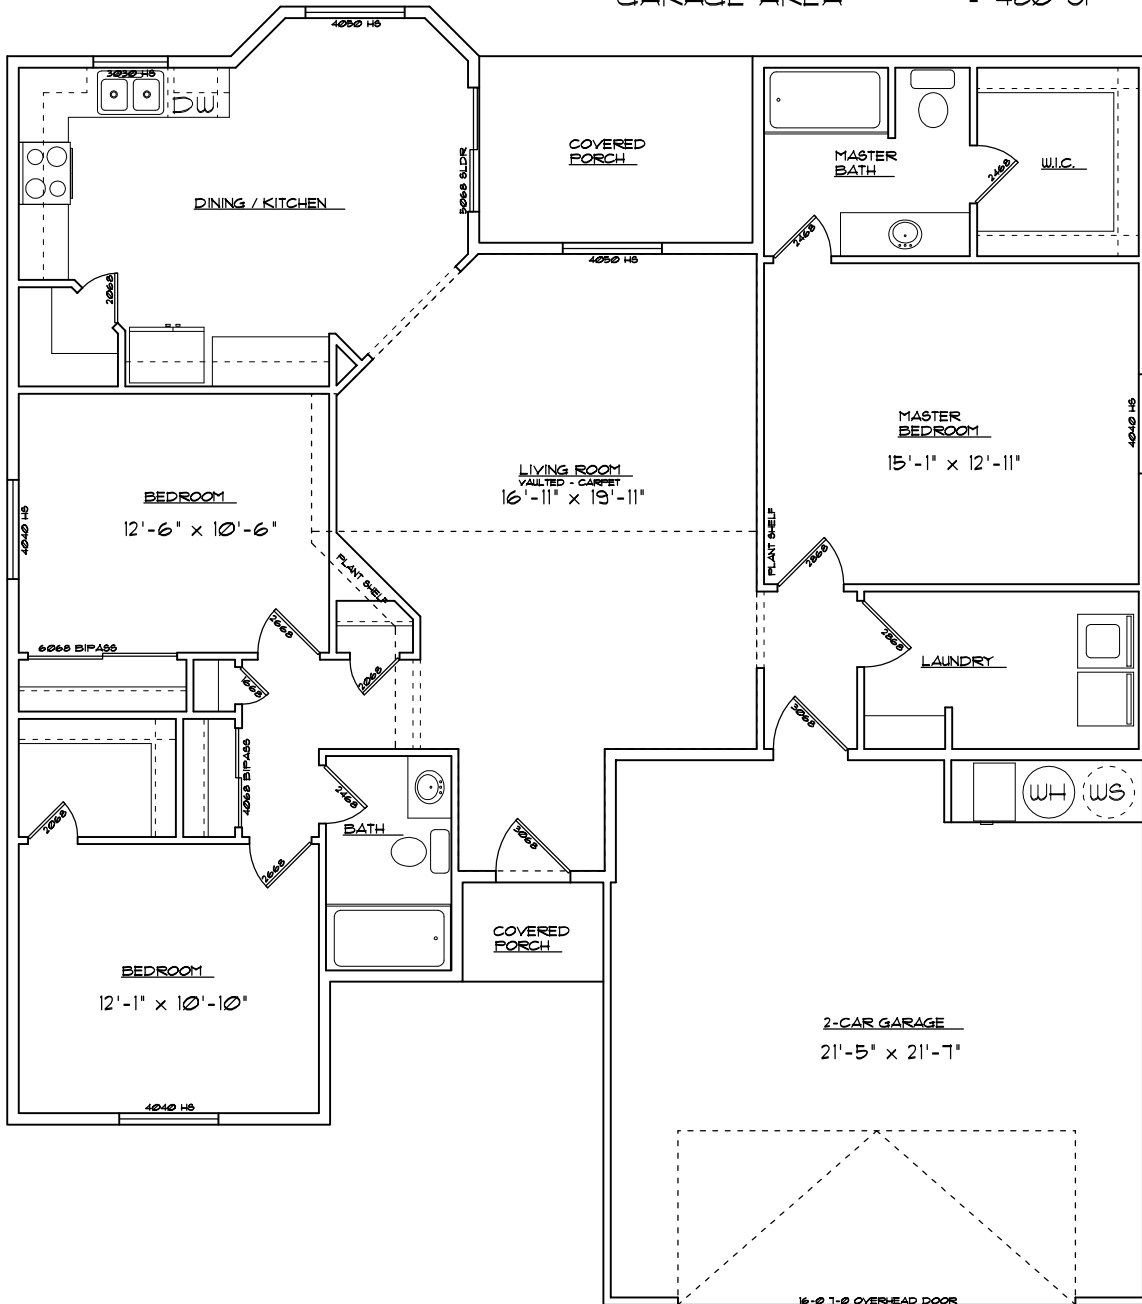 GARAGE AREA - 450 SF
4050 HS
3030 HS
DW
COVERED
PORCH
MASTER
BATH
W.I.C.
2468
5068 SLDR
DINING / KITCHEN
2468
4050 HS
2068
MASTER
BEDROOM
15'-1" x 12'-11"
4040 HS
LIVING ROOM
VAULTED - CARPET
16'-11" x 19'-11"
BEDROOM
12'-6" x 10'-6"
4040 HS
PLANT SHELF
PLANT SHELF
2868
2668
6068 BIPASS
2868
LAUNDRY
1668
2068
3068
4068 BIPASS
2468
BATH
WH
WS
2068
3068
2668
COVERED
PORCH
BEDROOM
12'-1" x 10'-10"
2-CAR GARAGE
21'-5" x 21'-7"
4040 HS
16-0 7-0 OVERHEAD DOOR